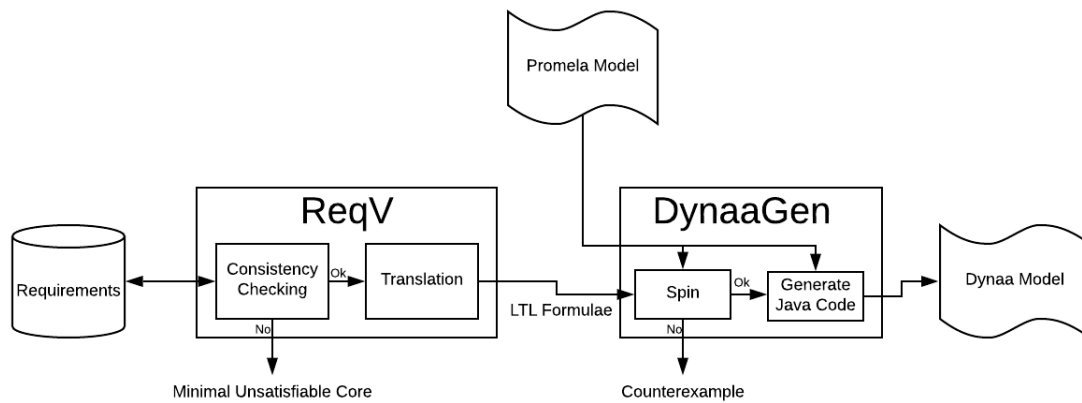 Promela Model
ReqV
DynaaGen
Requirements
Consistency
Checking
Ok
Translation
LTL Formulae
Spin
Ok
Generate
Java Code
Dynaa Model
No
No
Minimal Unsatisfiable Core
Counterexample